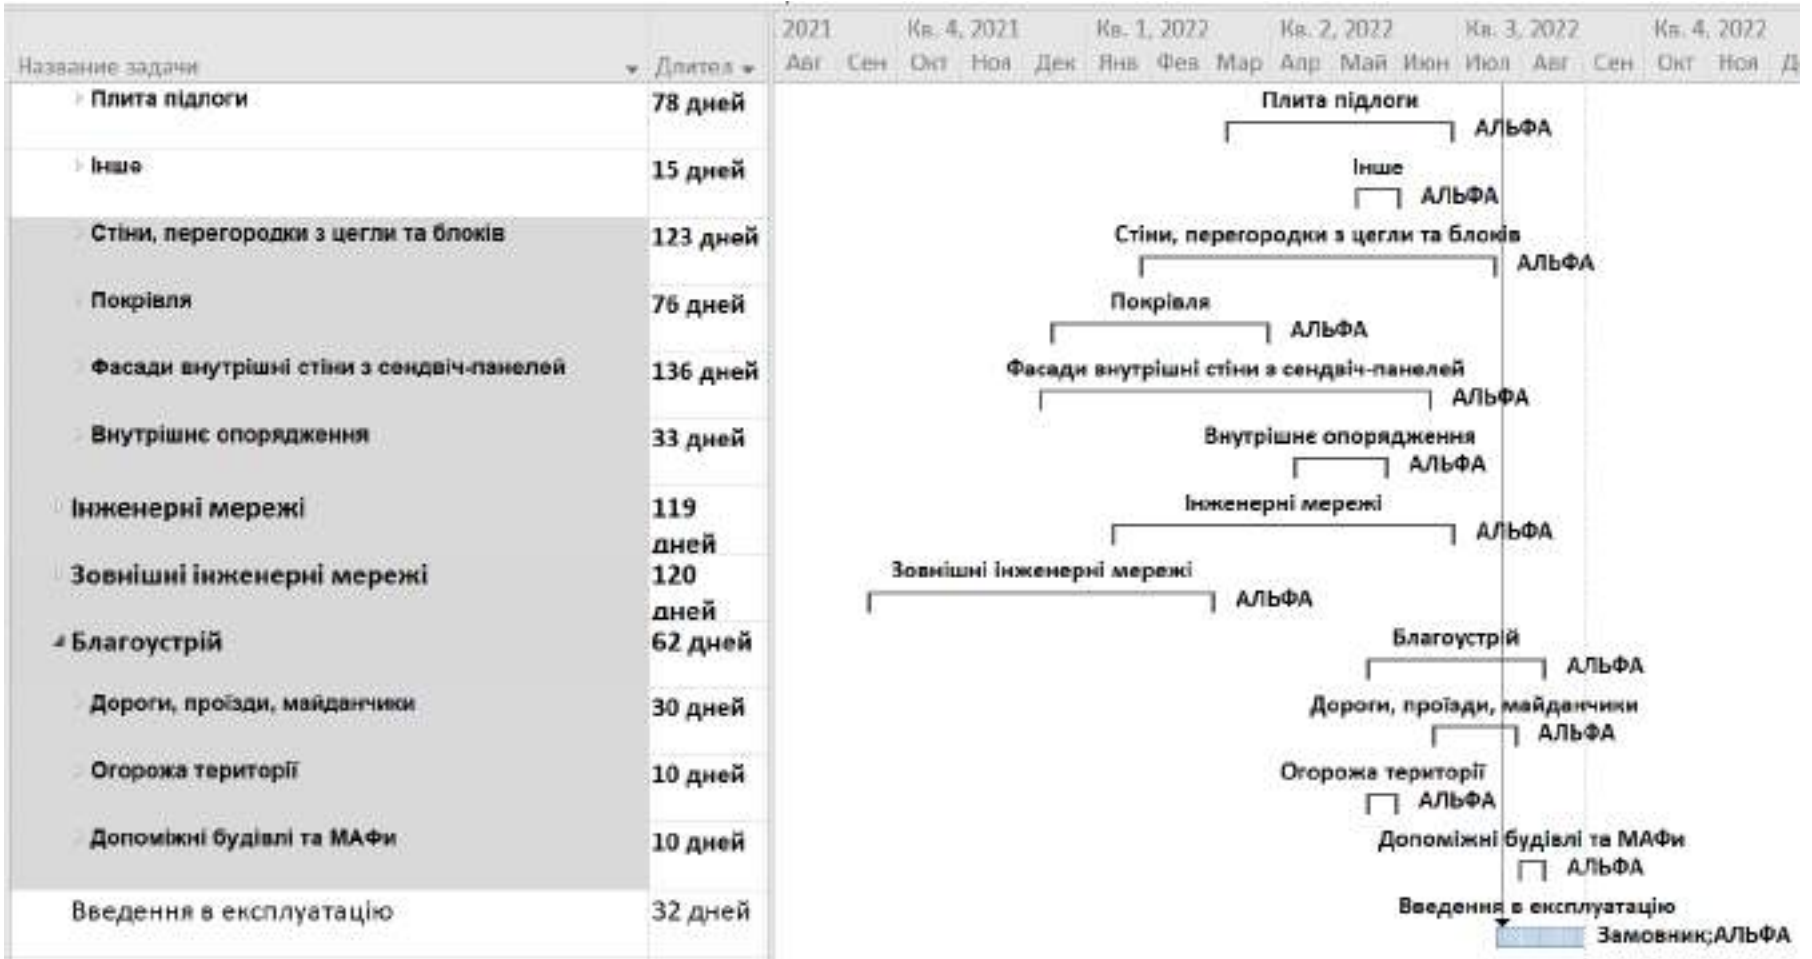 2021 Кв. 4, 2021 Кв. 1, 2022 Кв. 2, 2022 Кв. 3, 2022 Кв. 4, 2022
Название задачи Длител Авг Сен Окт Ноя Дек Янв Фев Мар Апр Май Июн Июл Авг Сен Окт Ноя Д
Плита підлоги 78 дней Плита підлоги
АЛЬФА
Інше 15 дней Інше
АЛЬФА
Стіни, перегородки з цегли та блоків 123 дней Стіни, перегородки з цегли та блоків
АЛЬФА
Покрівля 76 дней Покрівля
АЛЬФА
Фасади внутрішні стіни з сендвіч-панелей 136 дней Фасади внутрішні стіни з сендвіч-панелей
АЛЬФА
Внутрішнє опорядження 33 дней Внутрішнє опорядження
АЛЬФА
Інженерні мережі 119 Інженерні мережі
дней АЛЬФА
Зовнішні інженерні мережі 120 Зовнішні інженерні мережі
дней АЛЬФА
Благоустрій 62 дней Благоустрій
АЛЬФА
Дороги, проїзди, майданчики 30 дней Дороги, проїзди, майданчики
АЛЬФА
Огорожа території 10 дней Огорожа території
АЛЬФА
Допоміжні будівлі та МАФи 10 дней Допоміжні будівлі та МАФи
АЛЬФА
Введення в експлуатацію 32 дней Введення в експлуатацію
Замовник;АЛЬФА